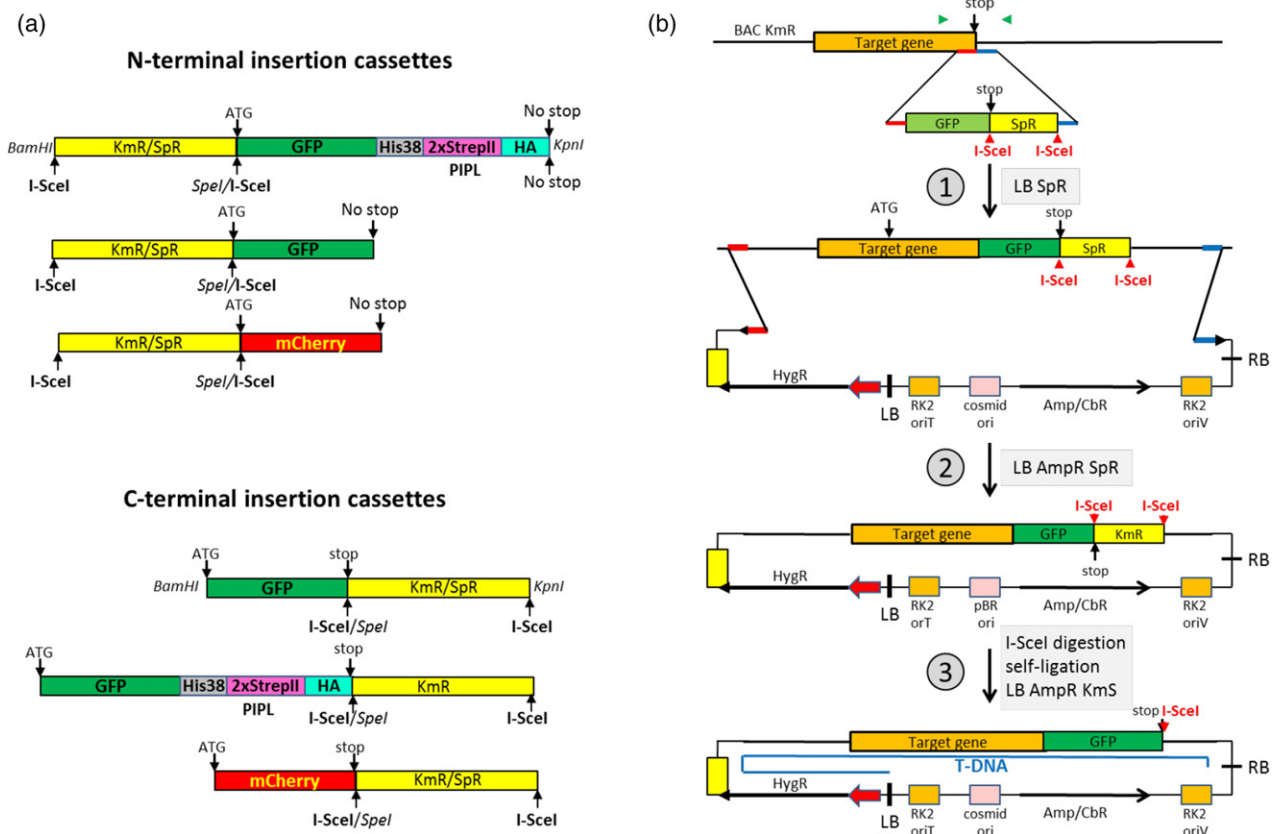 (a)
N-terminal insertion cassettes
ATG
No stop
BamHI
KmR/SpR
GFP
His38
2xStrepII
HA
KpnI
PIPL
I-SceI
SpeI/I-SceI
No stop
ATG
No stop
KmR/SpR
GFP
I-SceI
SpeI/I-SceI
ATG
No stop
KmR/SpR
mCherry
I-SceI
SpeI/I-SceI
C-terminal insertion cassettes
ATG
stop
BamHI
GFP
KmR/SpR
KpnI
I-SceI/SpeI
I-SceI
ATG
stop
GFP
His38
2xStrepII
HA
KmR
PIPL
I-SceI/SpeI
I-SceI
ATG
stop
mCherry
KmR/SpR
I-SceI/SpeI
I-SceI
(b)
stop
BAC KmR
Target gene
stop
GFP
SpR
I-SceI
I-SceI
1
LB SpR
ATG
stop
Target gene
GFP
SpR
I-SceI
I-SceI
RB
HygR
LB
RK2
oriT
cosmid
ori
Amp/CbR
RK2
oriV
2
LB AmpR SpR
I-SceI
I-SceI
Target gene
GFP
KmR
stop
RB
HygR
LB
RK2
orT
pBR
ori
Amp/CbR
RK2
oriV
3
I-SceI digestion
self-ligation
LB AmpR KmS
stop
I-SceI
Target gene
GFP
T-DNA
RB
HygR
LB
RK2
oriT
cosmid
ori
Amp/CbR
RK2
oriV